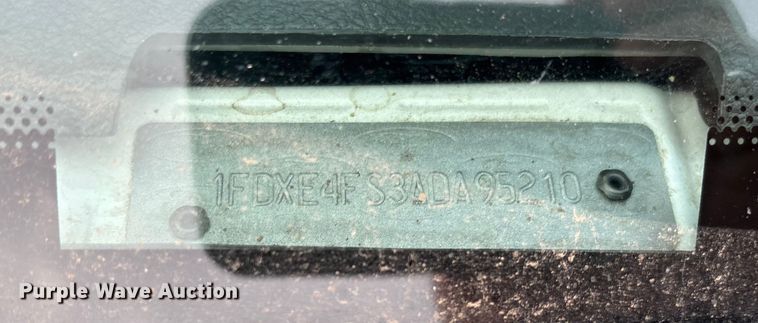 1FDXE4FS3ADA95210
Purple Wave Auction